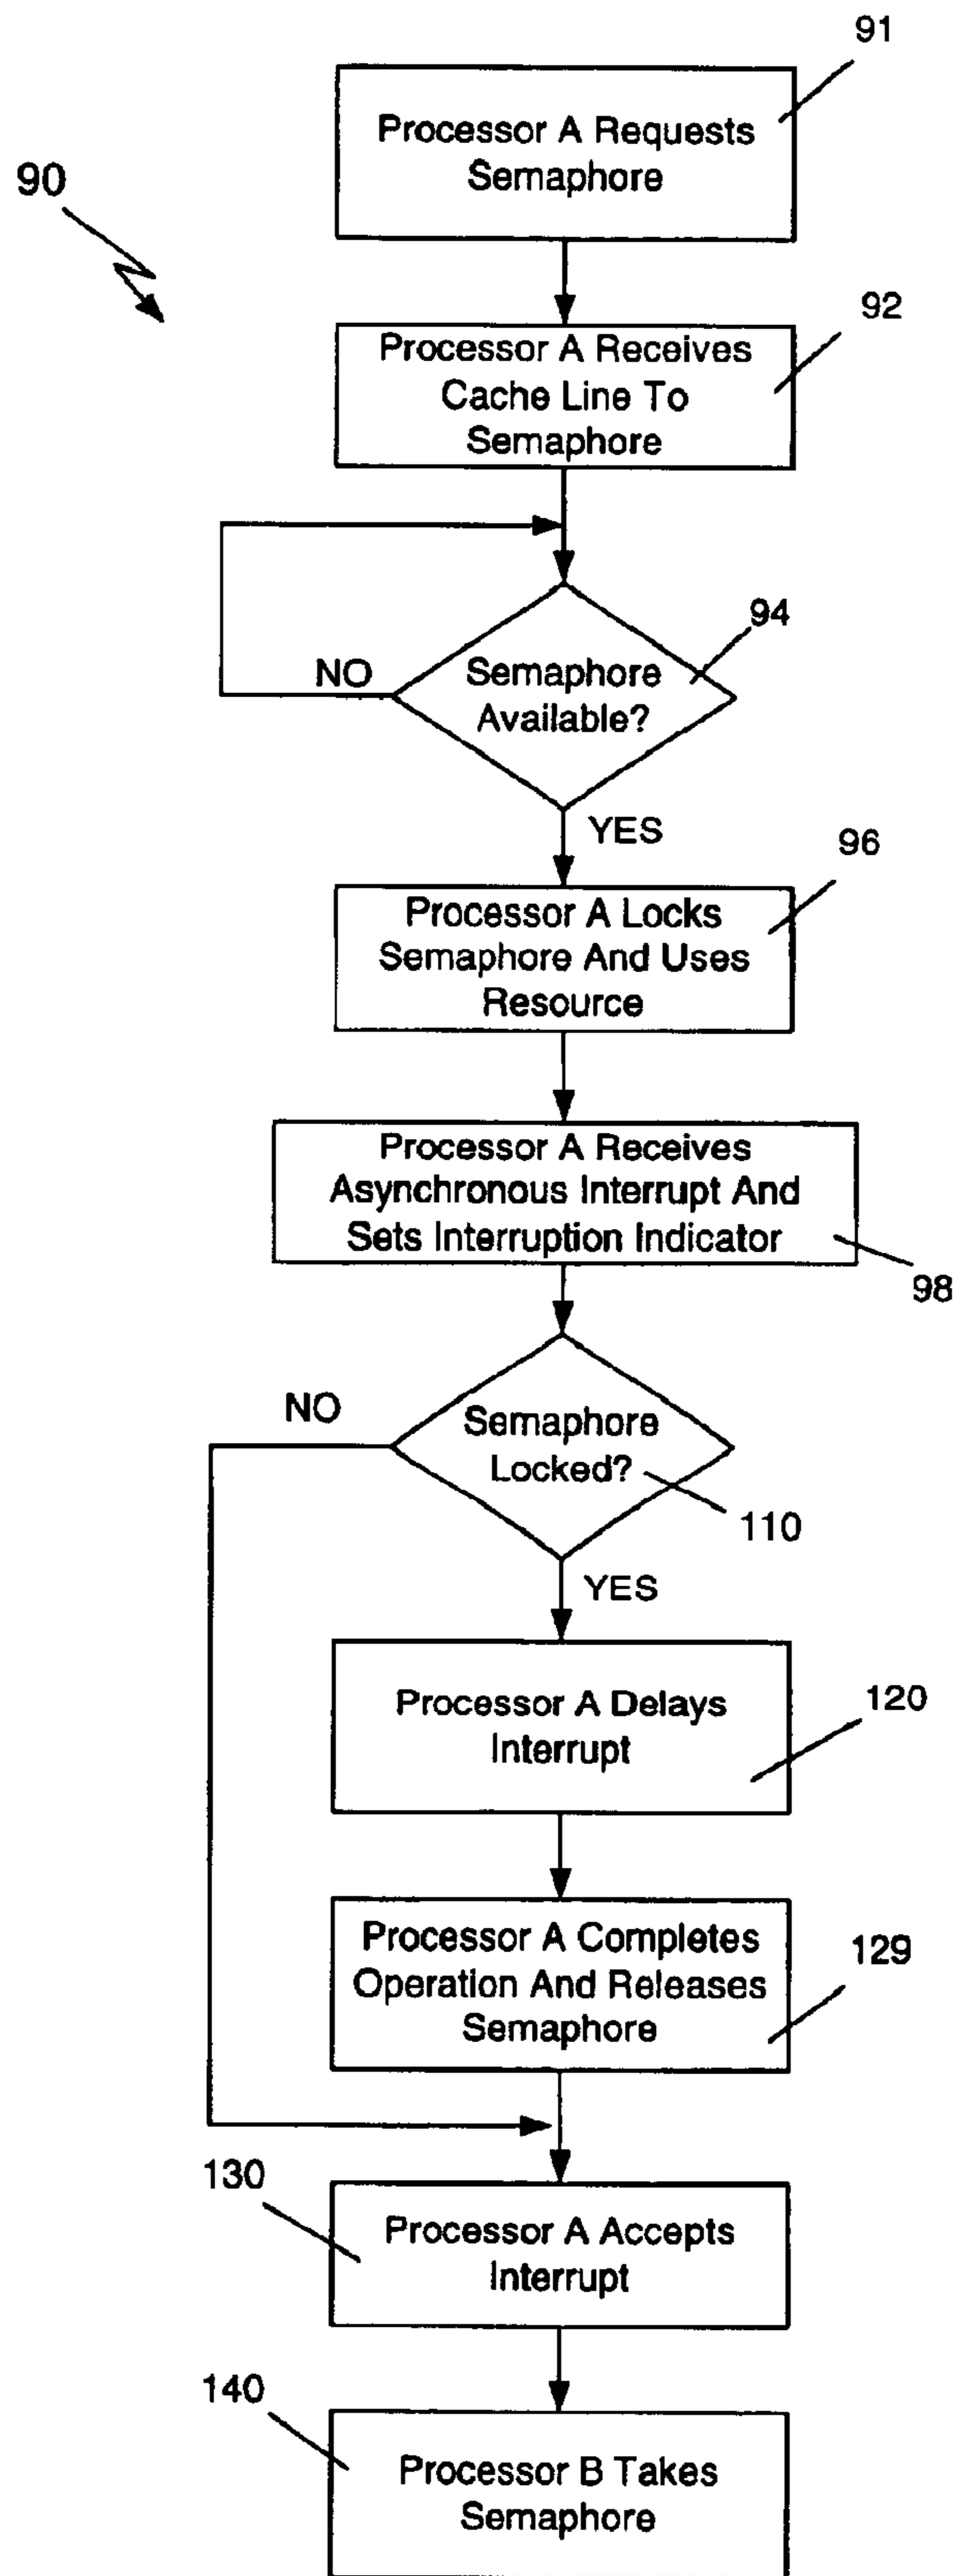 91
Processor A Requests
Semaphore
90
92
Processor A Receives
Cache Line To
Semaphore
94
NO
Semaphore
Available?
YES
96
Processor A Locks
Semaphore And Uses
Resource
Processor A Receives
Asynchronous Interrupt And
Sets Interruption Indicator
98
NO
Semaphore
Locked?
110
YES
Processor A Delays
Interrupt
120
Processor A Completes
Operation And Releases
Semaphore
129
130
Processor A Accepts
Interrupt
140
Processor B Takes
Semaphore